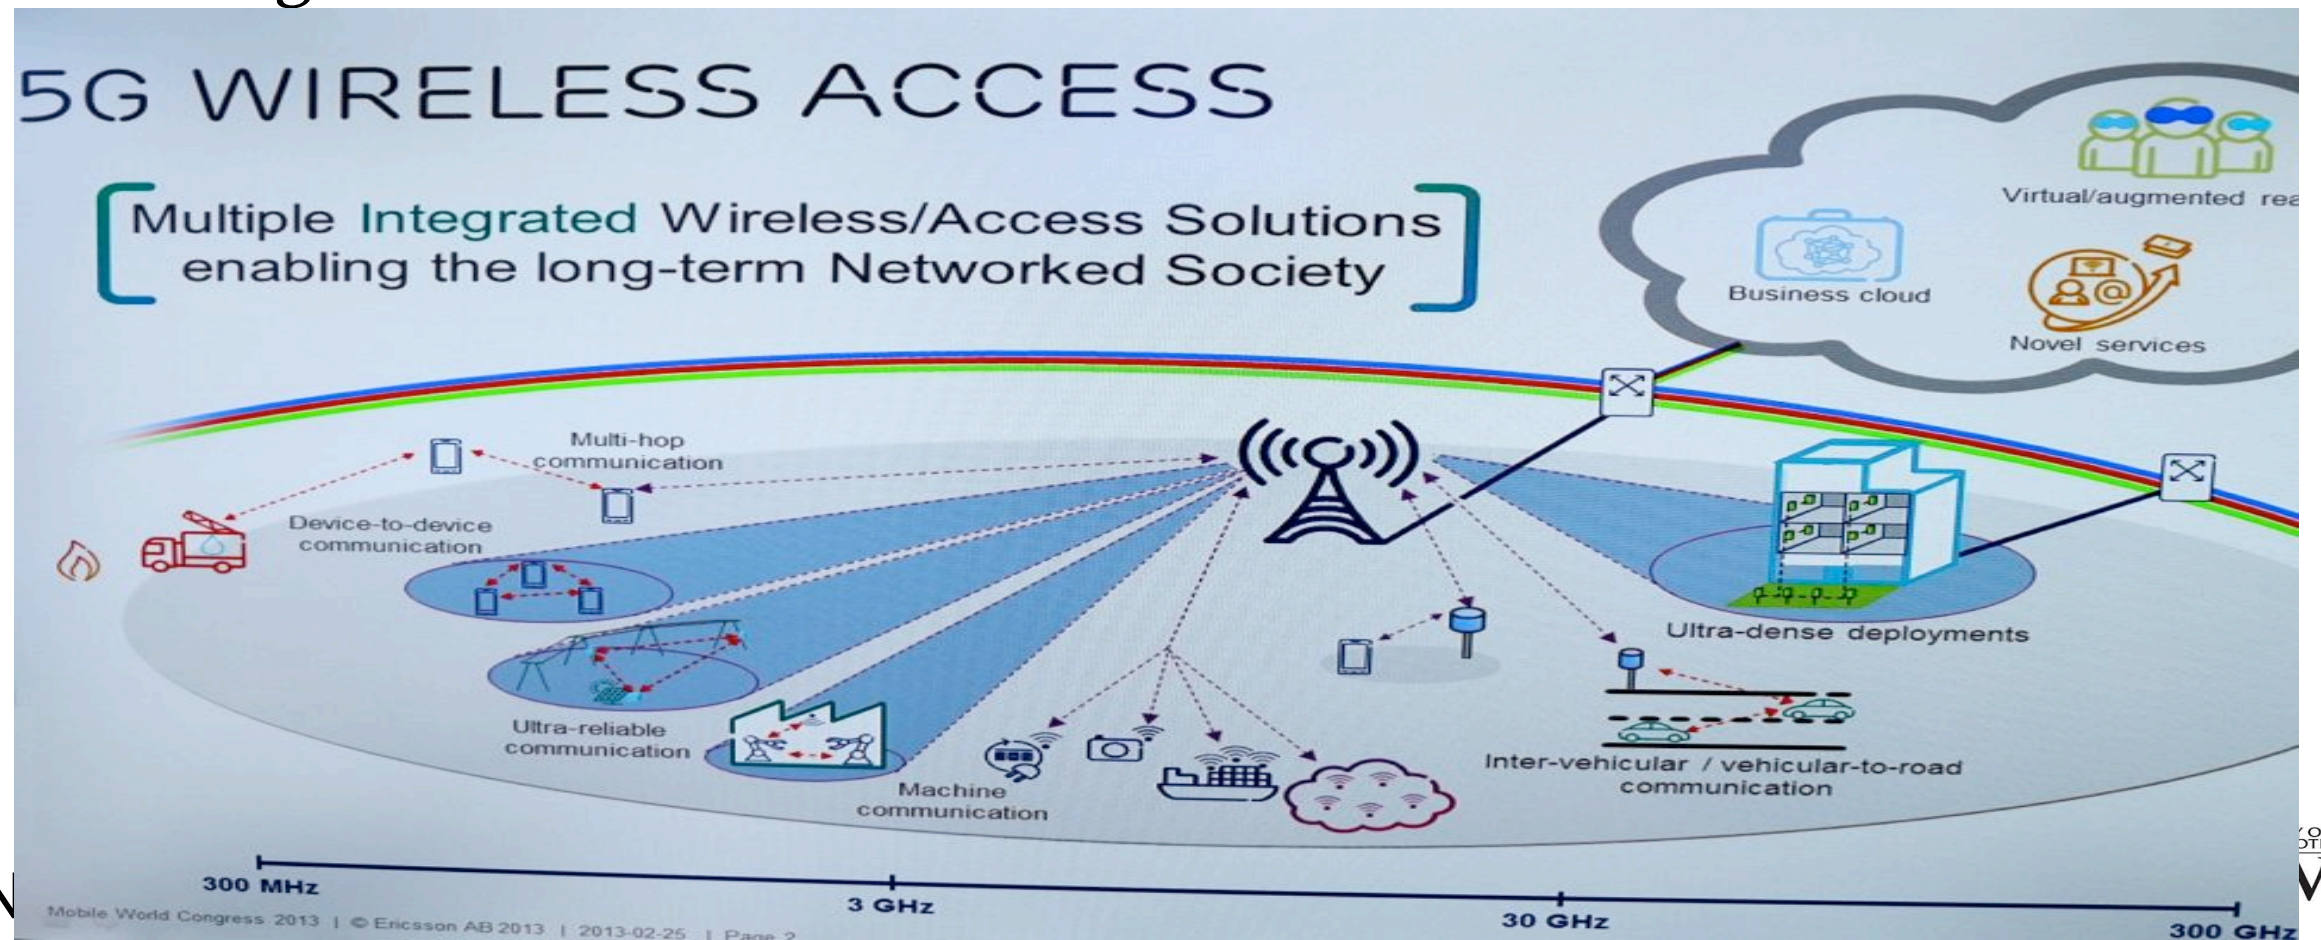 5G WIRELESS ACCESS
Multiple Integrated Wireless/Access Solutions
enabling the long-term Networked Society
Virtual/augmented rea
Business cloud
Novel services
Multi-hop
communication
Device-to-device
communication
Ultra-reliable
communication
Machine
communication
Ultra-dense deployments
Inter-vehicular / vehicular-to-road
communication
300 MHz
3 GHz
30 GHz
300 GHz
Mobile World Congress 2013 | © Ericsson AB 2013 | 2013-02-25 | Page 2